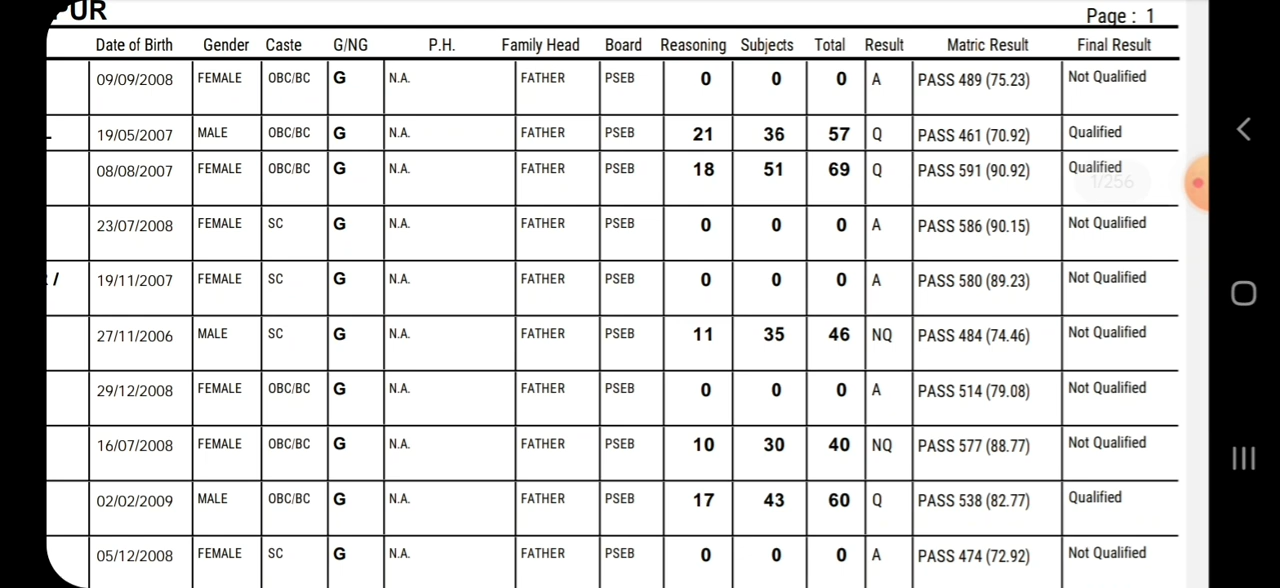 PUR
Page : 1
Date of Birth Gender Caste G/NG P.H. Family Head Board Reasoning Subjects Total Result Matric Result Final Result
09/09/2008 FEMALE OBC/BC G N.A. FATHER PSEB 0 0 0 A PASS 489 (75.23) Not Qualified
19/05/2007 MALE OBC/BC G N.A. FATHER PSEB 21 36 57 Q PASS 461 (70.92) Qualified
08/08/2007 FEMALE OBC/BC G N.A. FATHER PSEB 18 51 69 Q PASS 591 (90.92) Qualified
1/256
23/07/2008 FEMALE SC G N.A. FATHER PSEB 0 0 0 A PASS 586 (90.15) Not Qualified
/ 19/11/2007 FEMALE SC G N.A. FATHER PSEB 0 0 0 A PASS 580 (89.23) Not Qualified
27/11/2006 MALE SC G N.A. FATHER PSEB 11 35 46 NQ PASS 484 (74.46) Not Qualified
29/12/2008 FEMALE OBC/BC G N.A. FATHER PSEB 0 0 0 A PASS 514 (79.08) Not Qualified
16/07/2008 FEMALE OBC/BC G N.A. FATHER PSEB 10 30 40 NQ PASS 577 (88.77) Not Qualified
02/02/2009 MALE OBC/BC G N.A. FATHER PSEB 17 43 60 Q PASS 538 (82.77) Qualified
05/12/2008 FEMALE SC G N.A. FATHER PSEB 0 0 0 A PASS 474 (72.92) Not Qualified